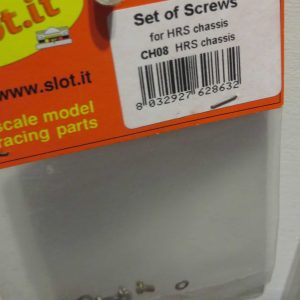 Set of Screws
for HRS chassis
CH08 HRS chassis
8 032927 628632
t.it
www.slot.it
scale model
racing parts